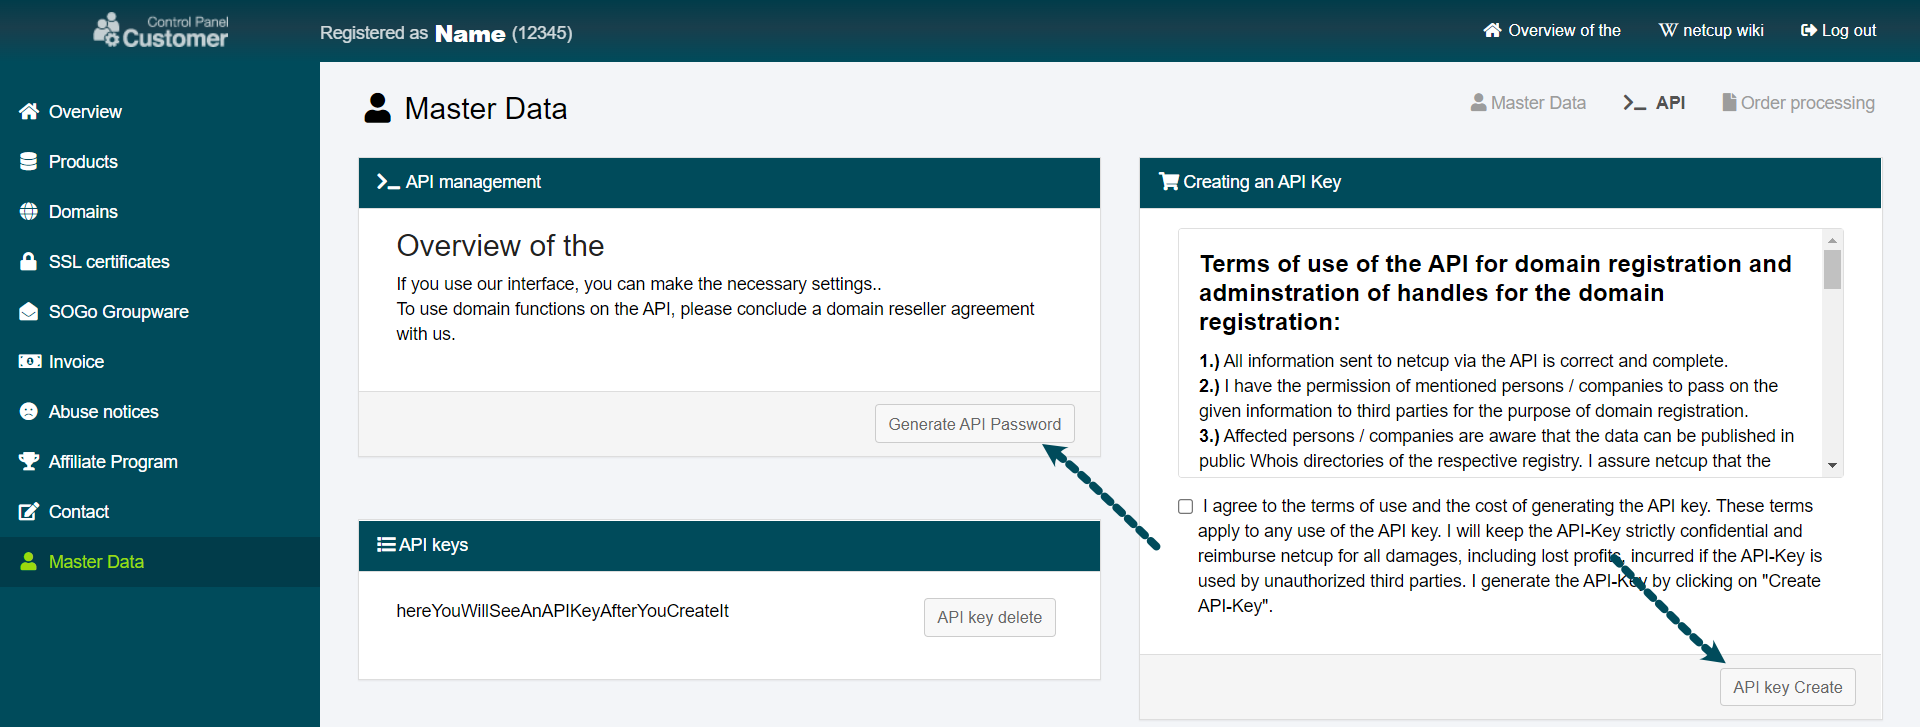 Control Panel
Customer
Registered as Name (12345)
Overview of the
netcup wiki
Log out
Overview
Products
Domains
SSL certificates
SOGo Groupware
Invoice
Abuse notices
Affiliate Program
Contact
Master Data
Master Data
Master Data
API
Order processing
API management
Overview of the
If you use our interface, you can make the necessary settings..
To use domain functions on the API, please conclude a domain reseller agreement
with us.
Generate API Password
API keys
hereYouWillSeeAnAPIKeyAfterYouCreateIt
API key delete
Creating an API Key
Terms of use of the API for domain registration and
adminstration of handles for the domain
registration:
1.) All information sent to netcup via the API is correct and complete.
2.) I have the permission of mentioned persons / companies to pass on the
given information to third parties for the purpose of domain registration.
3.) Affected persons / companies are aware that the data can be published in
public Whois directories of the respective registry. I assure netcup that the
I agree to the terms of use and the cost of generating the API key. These terms
apply to any use of the API key. I will keep the API-Key strictly confidential and
reimburse netcup for all damages, including lost profits, incurred if the API-Key is
used by unauthorized third parties. I generate the API-Key by clicking on "Create
API-Key".
API key Create